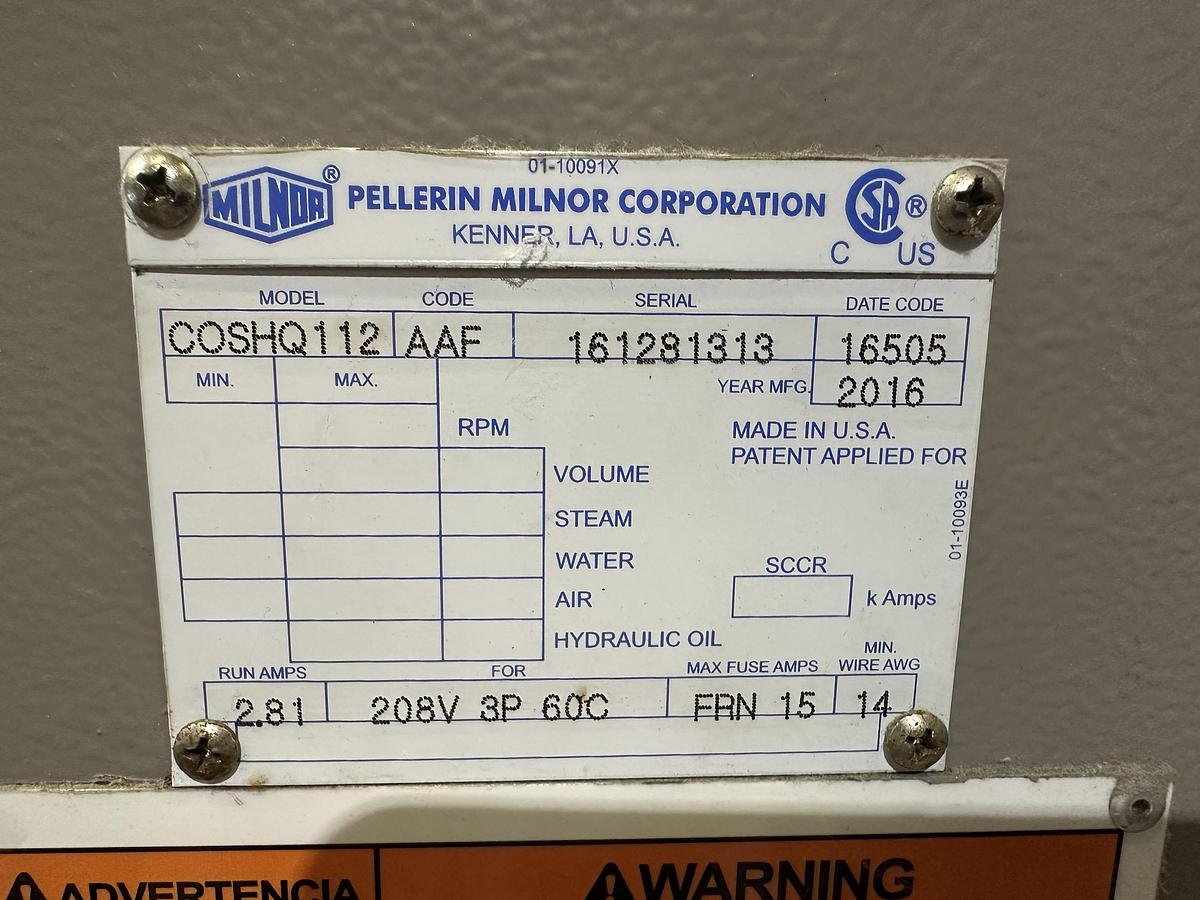 01-10091X
MILNOR® PELLERIN MILNOR CORPORATION CSA®
KENNER, LA, U.S.A.
C US
MODEL CODE SERIAL DATE CODE
COSHQ112 AAF 161281313 16505
MIN. MAX. YEAR MFG. 2016
RPM
MADE IN U.S.A.
PATENT APPLIED FOR
VOLUME
01-10093E
STEAM
WATER
SCCR
AIR k Amps
HYDRAULIC OIL
RUN AMPS FOR MAX FUSE AMPS MIN. WIRE AWG
2.81 208V 3P 60C FRN 15 14
ADVERTENCIA WARNING